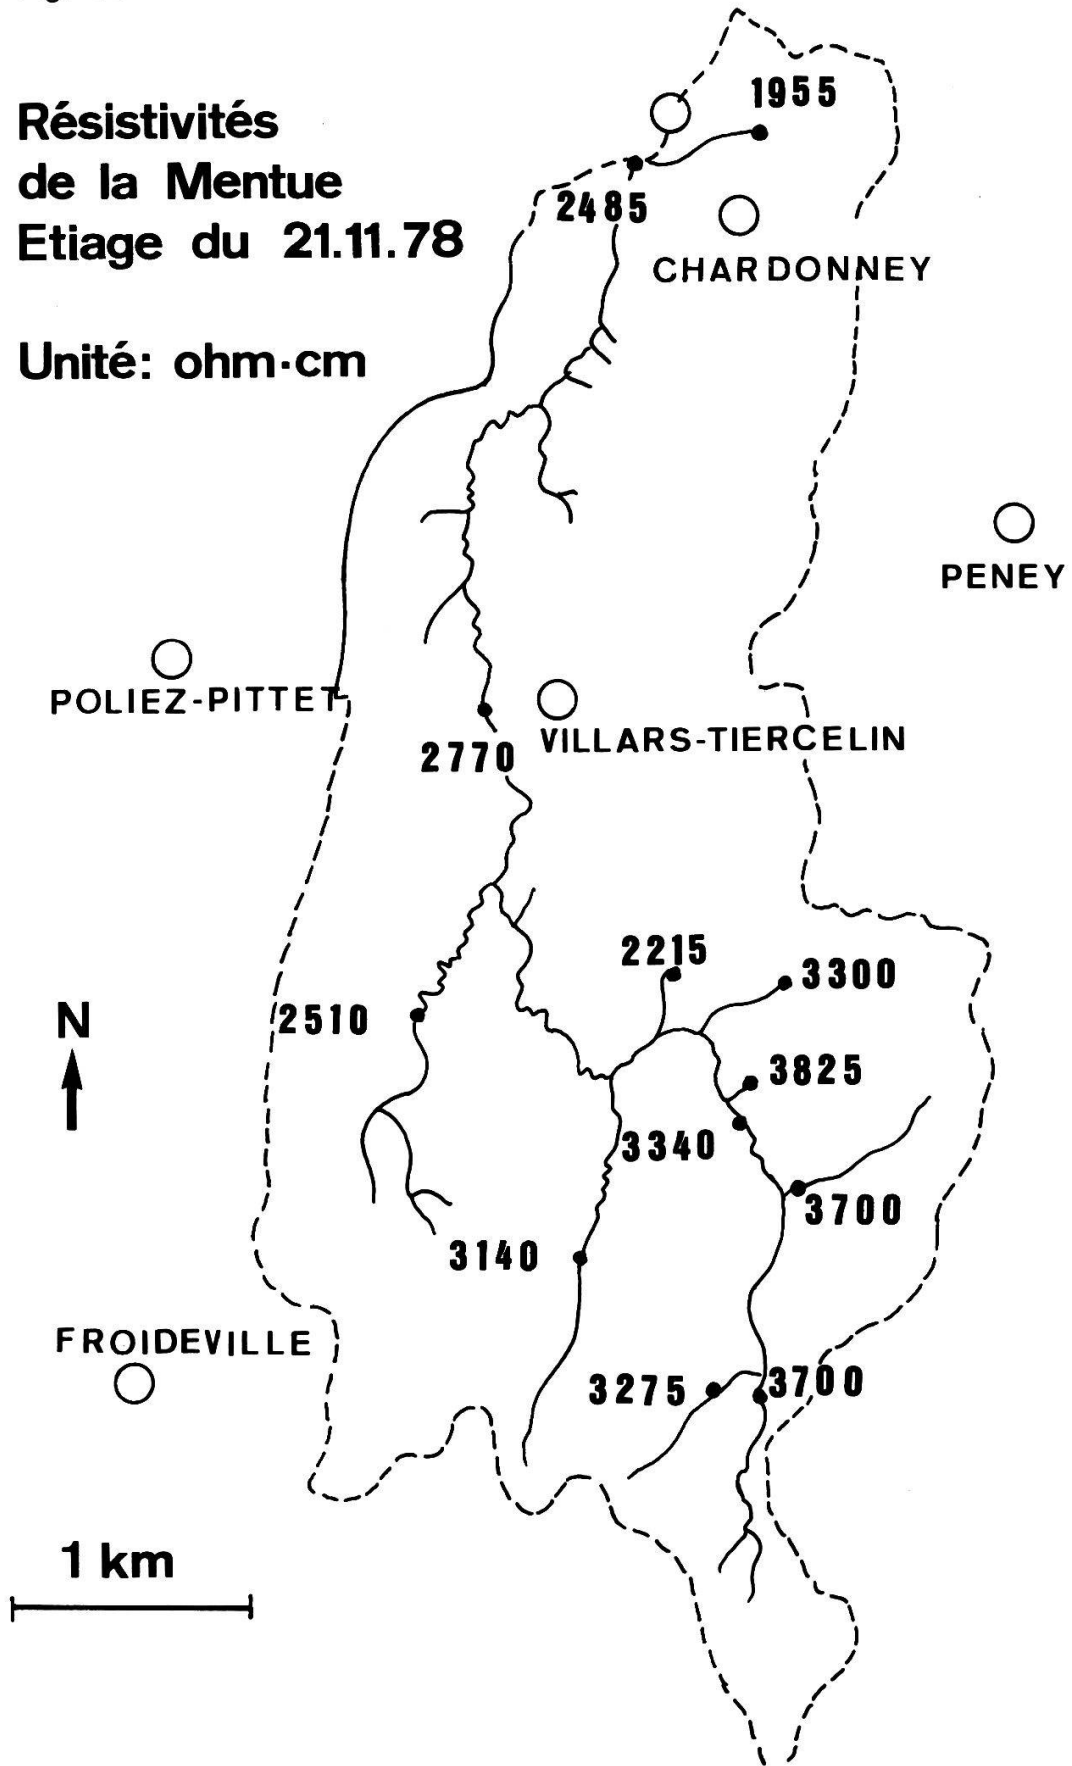 Résistivités
de la Mentue
Etiage du 21.11.78
Unité: ohm·cm
1955
2485
CHARDONNEY
PENEY
POLIEZ-PITTET
VILLARS-TIERCELIN
2770
2215
3300
N
2510
3825
3340
3700
3140
FROIDEVILLE
3275
3700
1 km